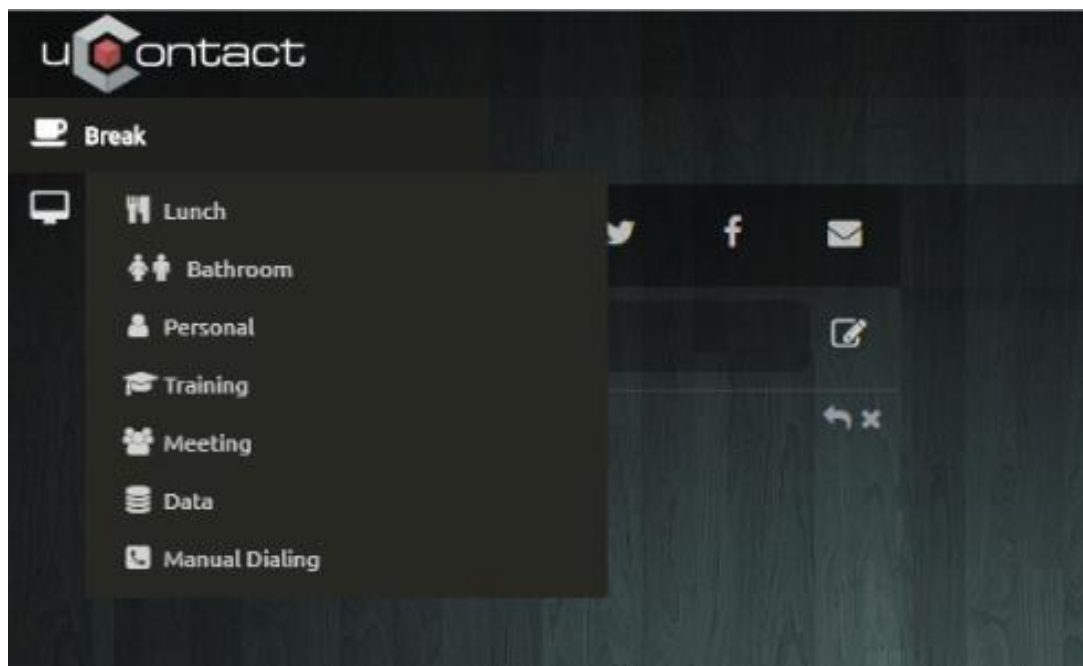 uContact
Break
Lunch
Bathroom
Personal
Training
Meeting
Data
Manual Dialing